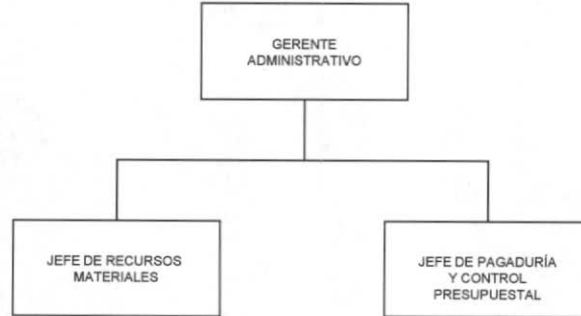 GERENTE
ADMINISTRATIVO
JEFE DE RECURSOS
MATERIALES
JEFE DE PAGADURÍA
Y CONTROL
PRESUPUESTAL